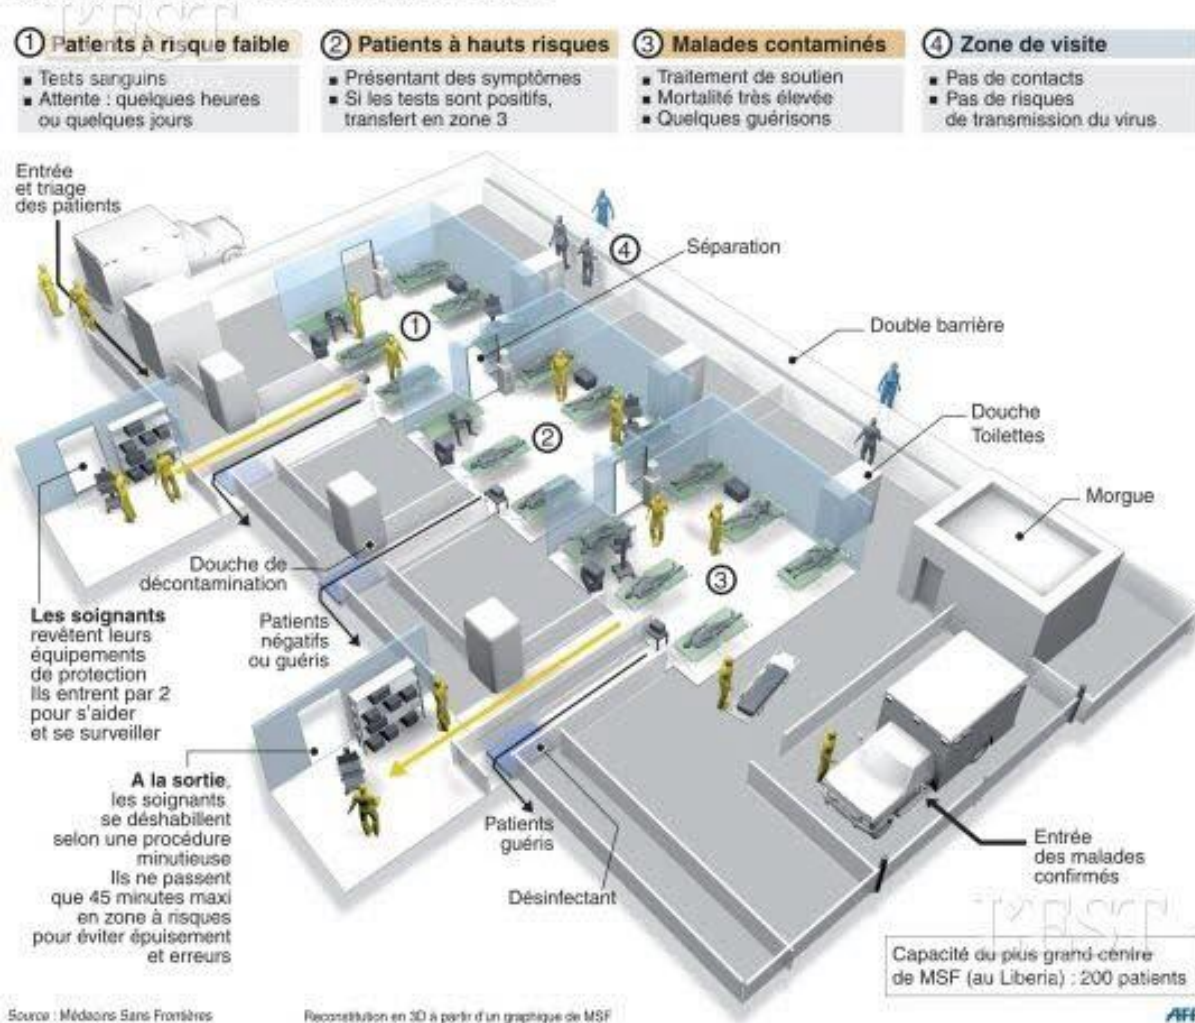 ① Patients à risque faible
▪ Tests sanguins
▪ Attente : quelques heures
ou quelques jours
② Patients à hauts risques
▪ Présentant des symptômes
▪ Si les tests sont positifs,
transfert en zone 3
③ Malades contaminés
▪ Traitement de soutien
▪ Mortalité très élevée
▪ Quelques guérisons
④ Zone de visite
▪ Pas de contacts
▪ Pas de risques
de transmission du virus
Entrée
et triage
des patients
④
Séparation
①
Double barrière
②
Douche
Toilettes
Morgue
Douche de
décontamination
③
Les soignants
revêtent leurs
équipements
de protection
Ils entrent par 2
pour s'aider
et se surveiller
Patients
négatifs
ou guéris
A la sortie,
les soignants
se déshabillent
selon une procédure
minutieuse
Ils ne passent
que 45 minutes maxi
en zone à risques
pour éviter épuisement
et erreurs
Patients
guéris
Désinfectant
Entrée
des malades
confirmés
Capacité du plus grand centre
de MSF (au Liberia) : 200 patients
Source : Médecins Sans Frontières
Reconstitution en 3D à partir d'un graphique de MSF
AFP